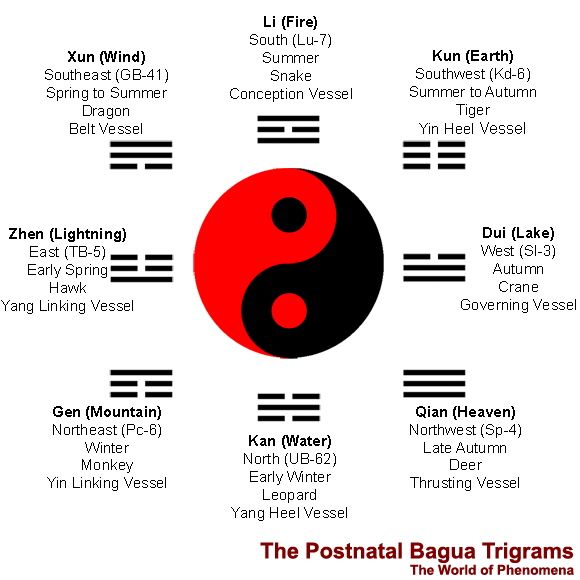 Li (Fire)
South (Lu-7)
Summer
Snake
Conception Vessel
Xun (Wind)
Southeast (GB-41)
Spring to Summer
Dragon
Belt Vessel
Kun (Earth)
Southwest (Kd-6)
Summer to Autumn
Tiger
Yin Heel Vessel
Zhen (Lightning)
East (TB-5)
Early Spring
Hawk
Yang Linking Vessel
Dui (Lake)
West (SI-3)
Autumn
Crane
Governing Vessel
Gen (Mountain)
Northeast (Pc-6)
Winter
Monkey
Yin Linking Vessel
Kan (Water)
North (UB-62)
Early Winter
Leopard
Yang Heel Vessel
Qian (Heaven)
Northwest (Sp-4)
Late Autumn
Deer
Thrusting Vessel
The Postnatal Bagua Trigrams
The World of Phenomena